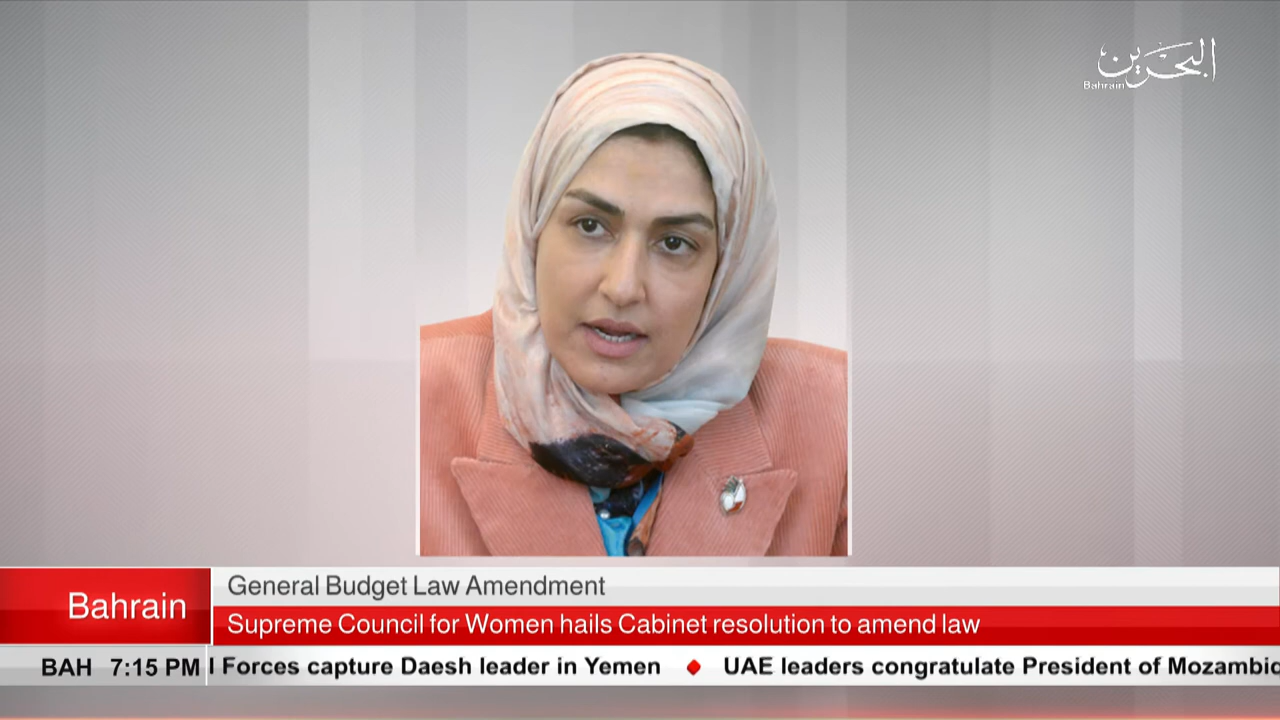 البحرين
Bahrain
General Budget Law Amendment
Bahrain
Supreme Council for Women hails Cabinet resolution to amend law
BAH 7:15 PM l Forces capture Daesh leader in Yemen ♦ UAE leaders congratulate President of Mozambic